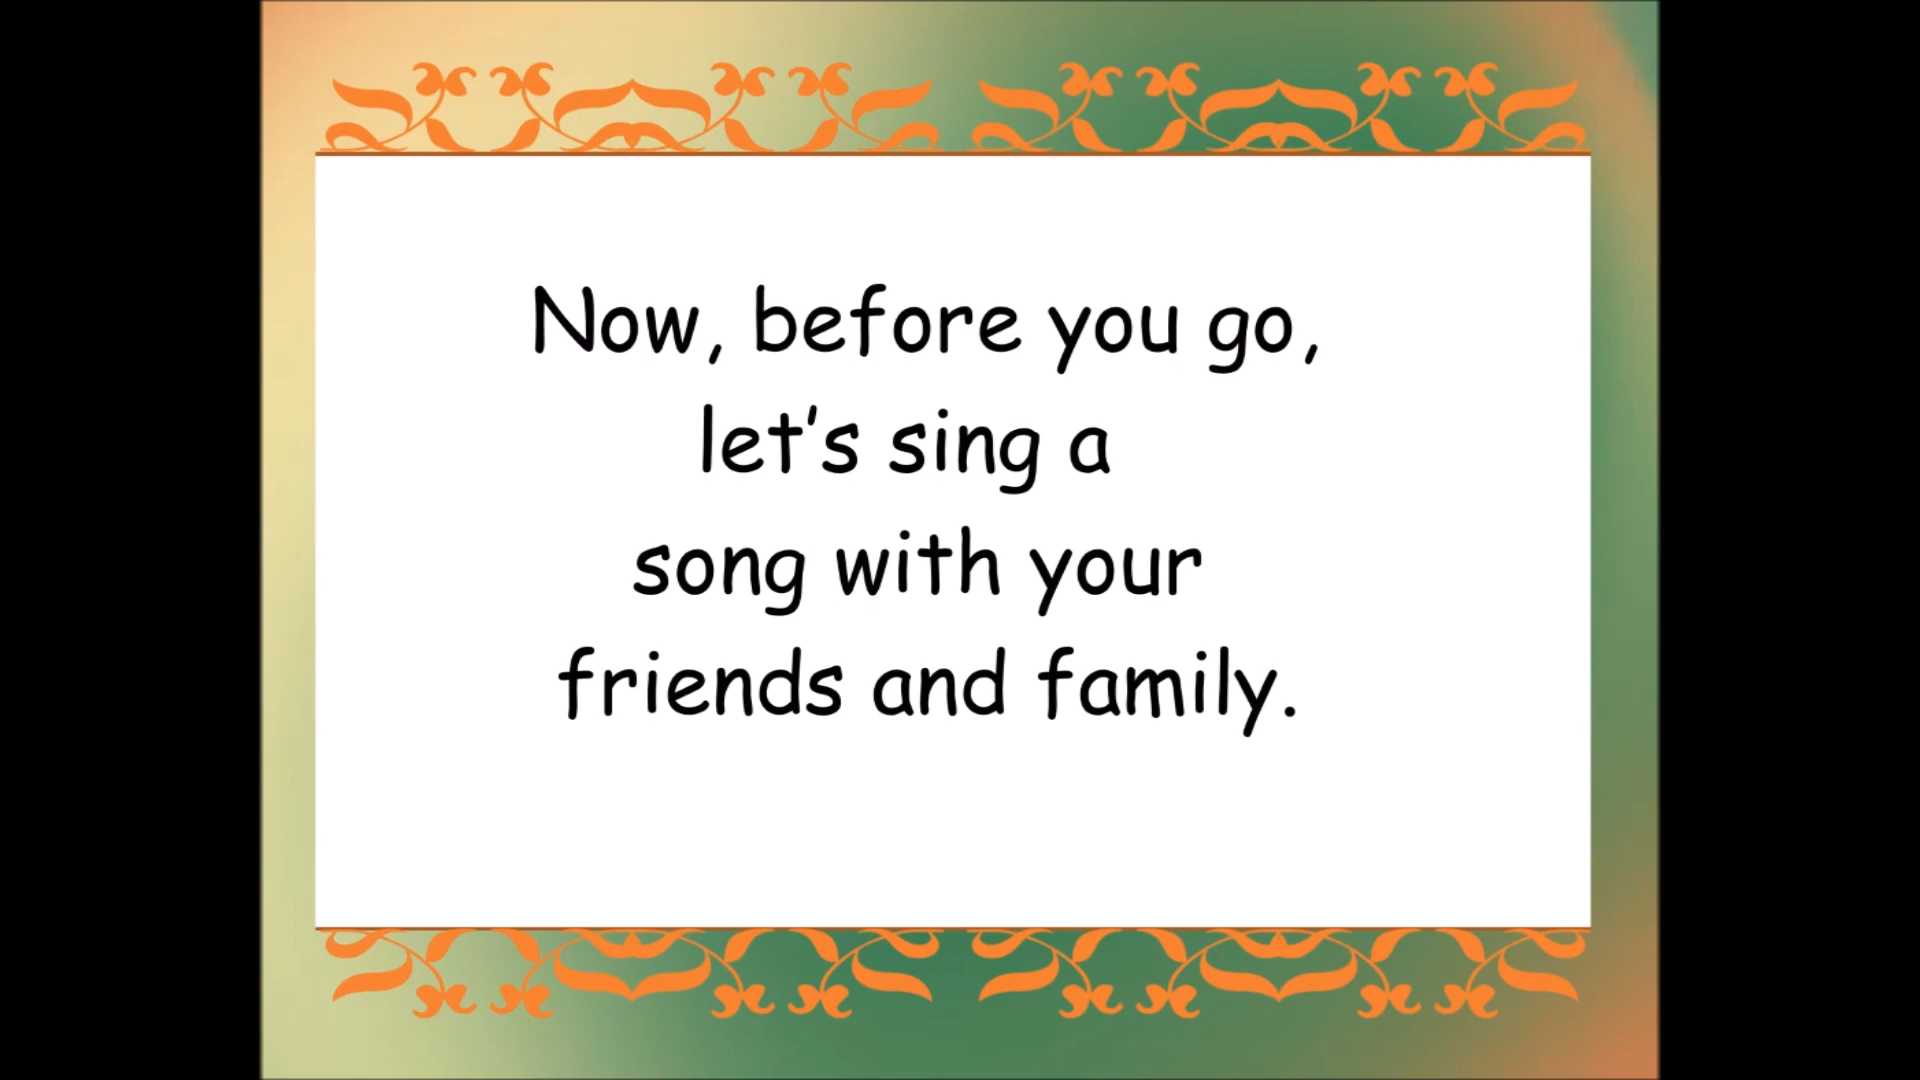 Now, before you go,
let's sing a
song with your
friends and family.